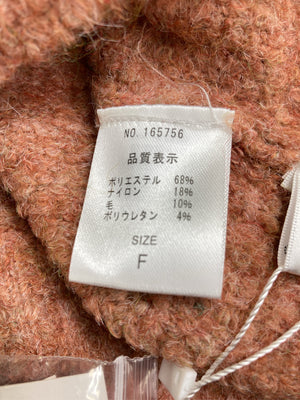 NO. 165756
品質表示
ポリエステル 68%
ナイロン 18%
毛 10%
ポリウレタン 4%
SIZE
F